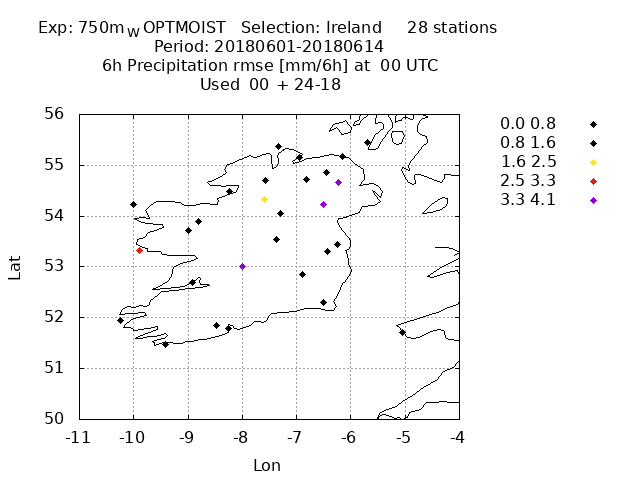 Exp: 750m_W OPTMOIST Selection: Ireland 28 stations
Period: 20180601-20180614
6h Precipitation rmse [mm/6h] at 00 UTC
Used 00 + 24-18
0.0 0.8
0.8 1.6
1.6 2.5
2.5 3.3
3.3 4.1
56
55
54
53
52
51
50
Lat
-11 -10 -9 -8 -7 -6 -5 -4
Lon